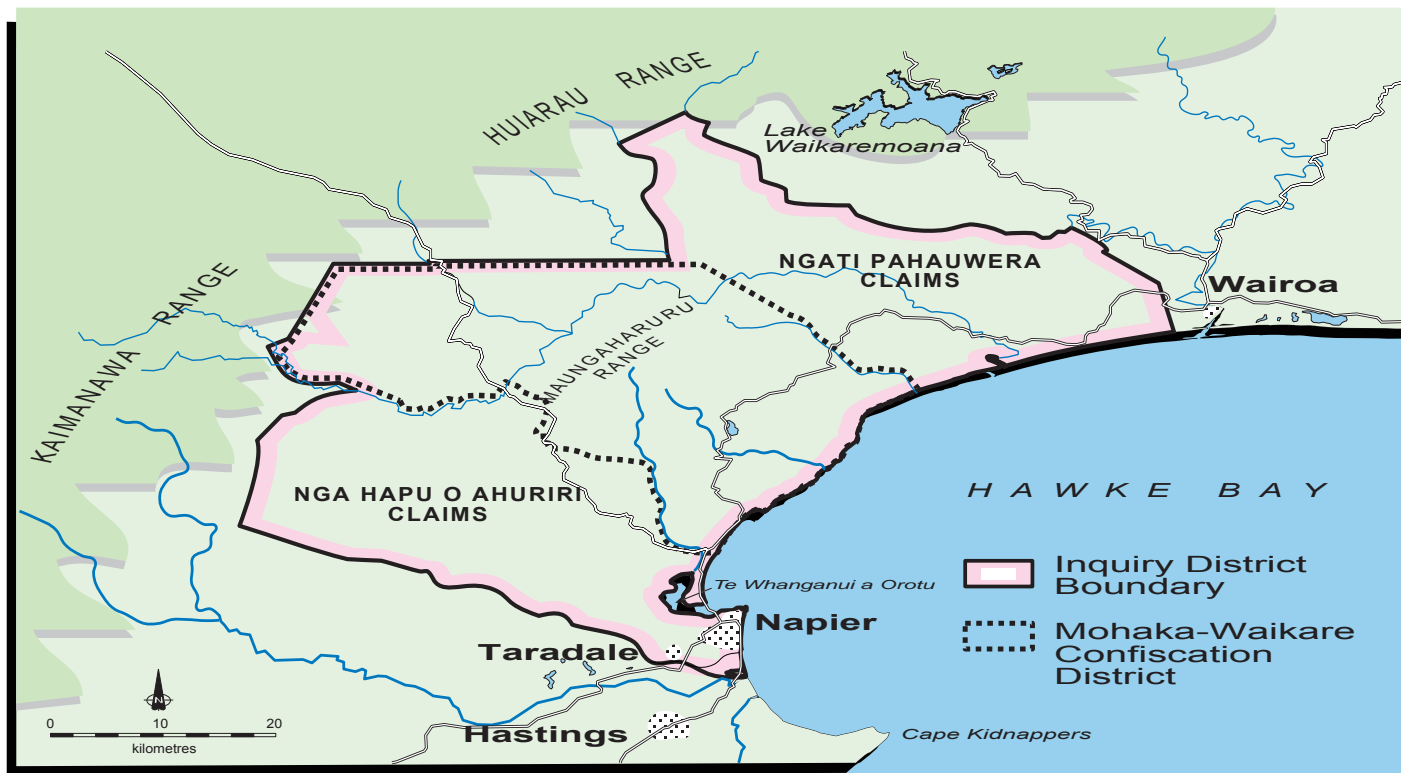 HUIARAU RANGE
Lake
Waikaremoana
NGATI PAHAUWERA
CLAIMS
Wairoa
KAIMANAWA RANGE
MAUNGAHARURU
RANGE
NGA HAPU O AHURIRI
CLAIMS
HAWKE BAY
Inquiry District
Boundary
Te Whanganui a Orotu
Napier
Mohaka-Waikare
Confiscation
District
Taradale
N
0 10 20
kilometres
Hastings
Cape Kidnappers